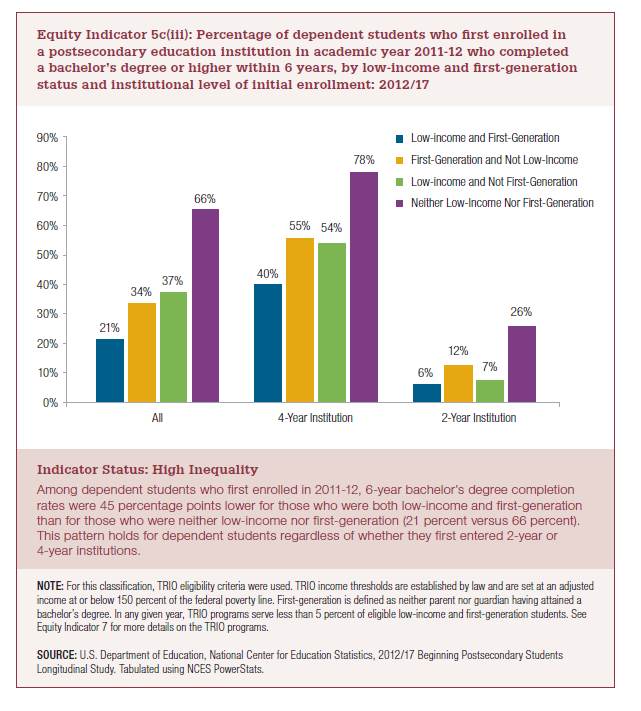 Equity Indicator 5c(iii): Percentage of dependent students who first enrolled in
a postsecondary education institution in academic year 2011-12 who completed
a bachelor's degree or higher within 6 years, by low-income and first-generation
status and institutional level of initial enrollment: 2012/17
90%
80%
70%
60%
50%
40%
30%
20%
10%
0%
Low-income and First-Generation
First-Generation and Not Low-Income
Low-income and Not First-Generation
Neither Low-Income Nor First-Generation
21%
34%
37%
66%
40%
55%
54%
78%
6%
12%
7%
26%
All
4-Year Institution
2-Year Institution
Indicator Status: High Inequality
Among dependent students who first enrolled in 2011-12, 6-year bachelor's degree completion
rates were 45 percentage points lower for those who were both low-income and first-generation
than for those who were neither low-income nor first-generation (21 percent versus 66 percent).
This pattern holds for dependent students regardless of whether they first entered 2-year or
4-year institutions.
NOTE: For this classification, TRIO eligibility criteria were used. TRIO income thresholds are established by law and are set at an adjusted
income at or below 150 percent of the federal poverty line. First-generation is defined as neither parent nor guardian having attained a
bachelor's degree. In any given year, TRIO programs serve less than 5 percent of eligible low-income and first-generation students. See
Equity Indicator 7 for more details on the TRIO programs.
SOURCE: U.S. Department of Education, National Center for Education Statistics, 2012/17 Beginning Postsecondary Students
Longitudinal Study. Tabulated using NCES PowerStats.